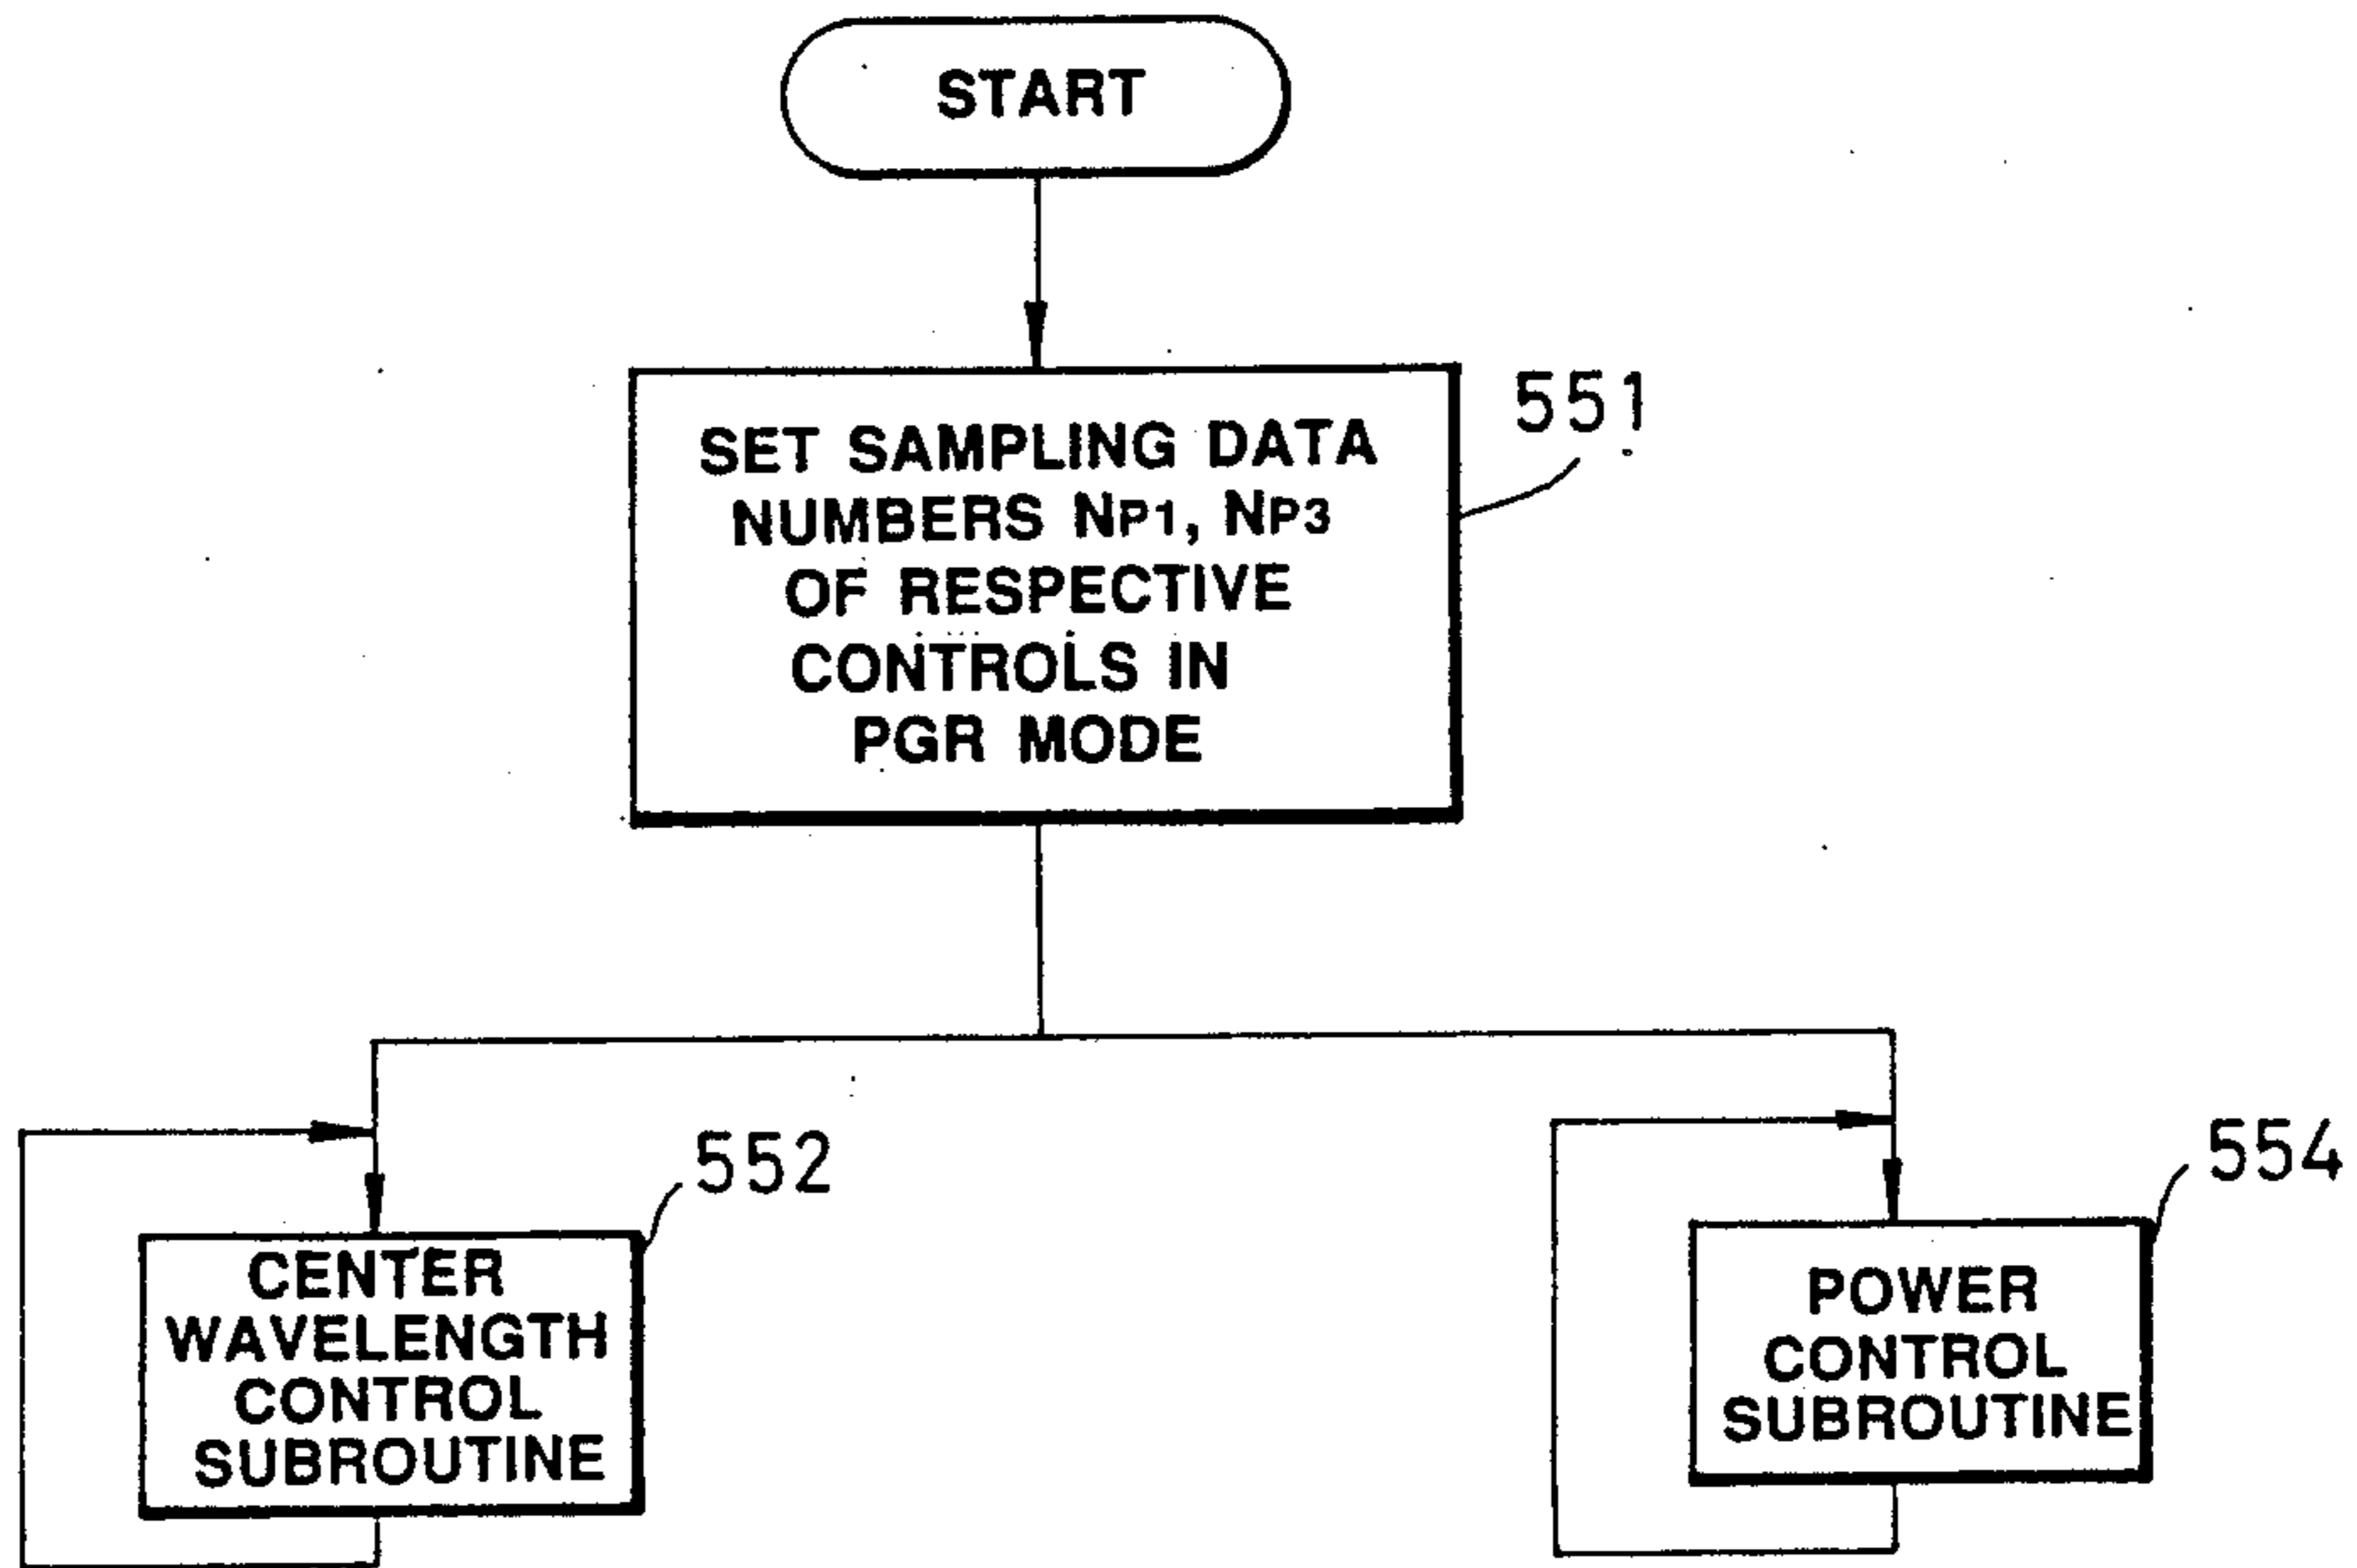 START
SET SAMPLING DATA
NUMBERS NP1, NP3
OF RESPECTIVE
CONTROLS IN
PGR MODE
551
552
CENTER
WAVELENGTH
CONTROL
SUBROUTINE
554
POWER
CONTROL
SUBROUTINE